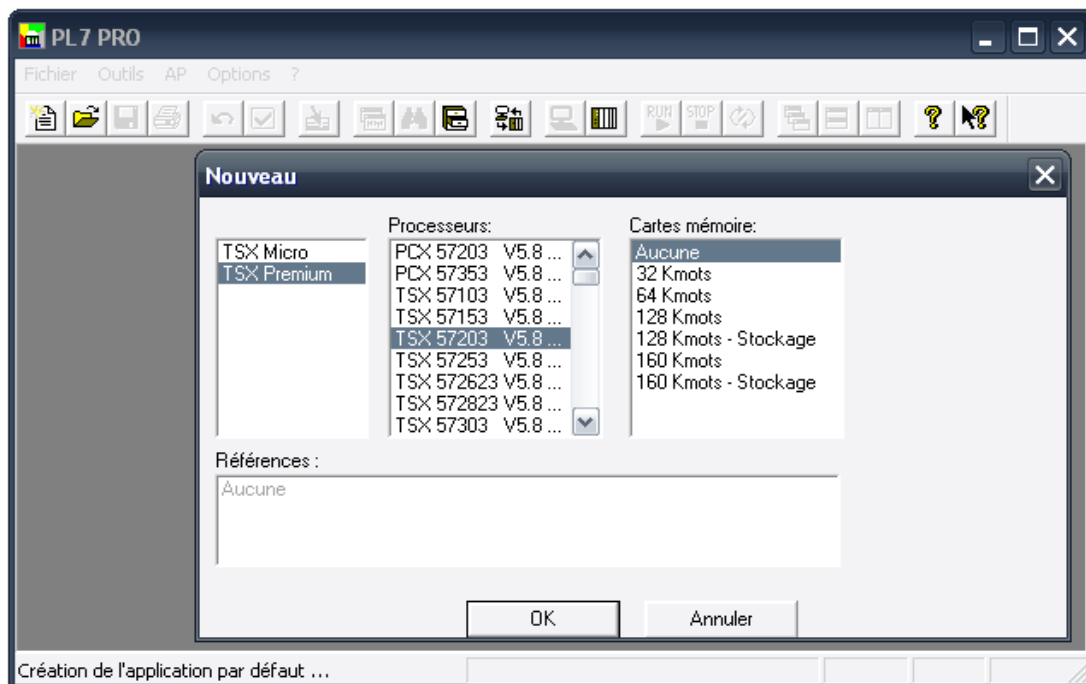 PL7 PRO
Fichier Outils AP Options ?
RUN STOP
Nouveau
Processeurs:
Cartes mémoire:
TSX Micro
TSX Premium
PCX 57203 V5.8 ...
PCX 57353 V5.8 ...
TSX 57103 V5.8 ...
TSX 57153 V5.8 ...
TSX 57203 V5.8 ...
TSX 57253 V5.8 ...
TSX 572623 V5.8 ...
TSX 572823 V5.8 ...
TSX 57303 V5.8 ...
Aucune
32 Kmots
64 Kmots
128 Kmots
128 Kmots - Stockage
160 Kmots
160 Kmots - Stockage
Références :
Aucune
OK
Annuler
Création de l'application par défaut ...